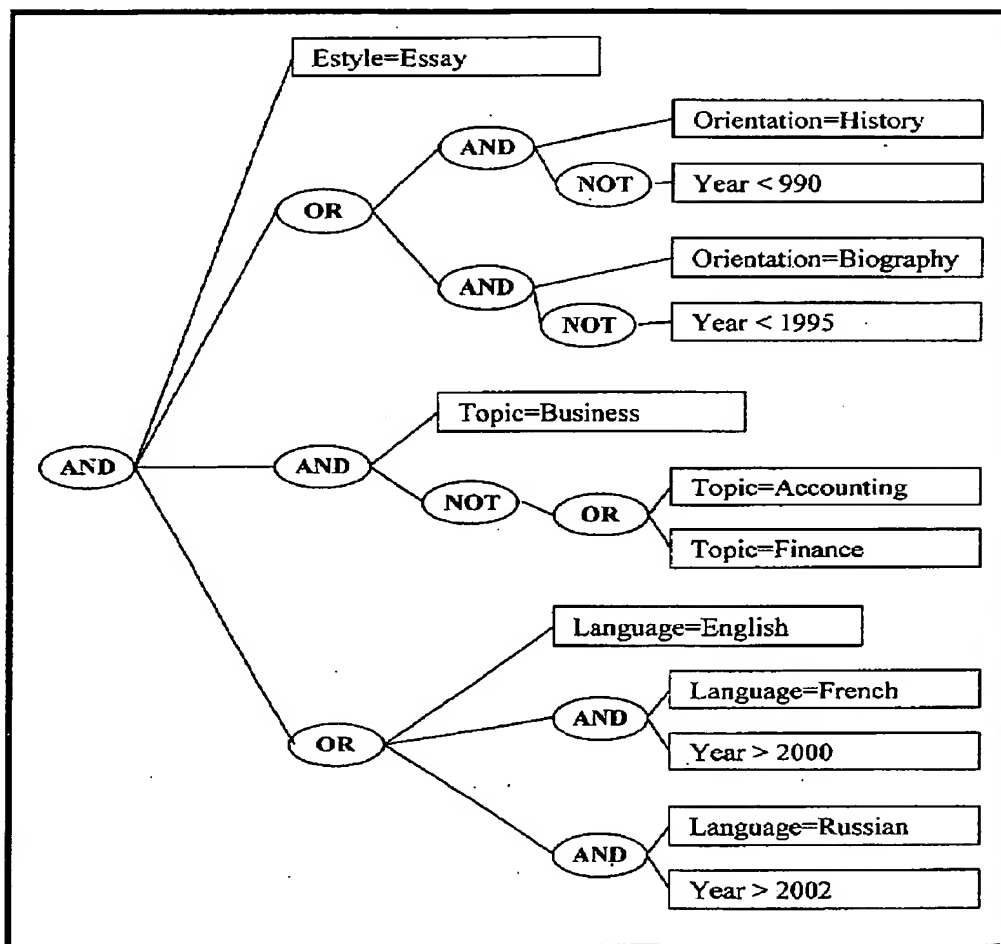 Estyle=Essay
Orientation=History
AND
NOT
Year < 990
OR
Orientation=Biography
AND
NOT
Year < 1995
Topic=Business
AND
AND
Topic=Accounting
NOT
OR
Topic=Finance
Language=English
Language=French
AND
OR
Year > 2000
Language=Russian
AND
Year > 2002